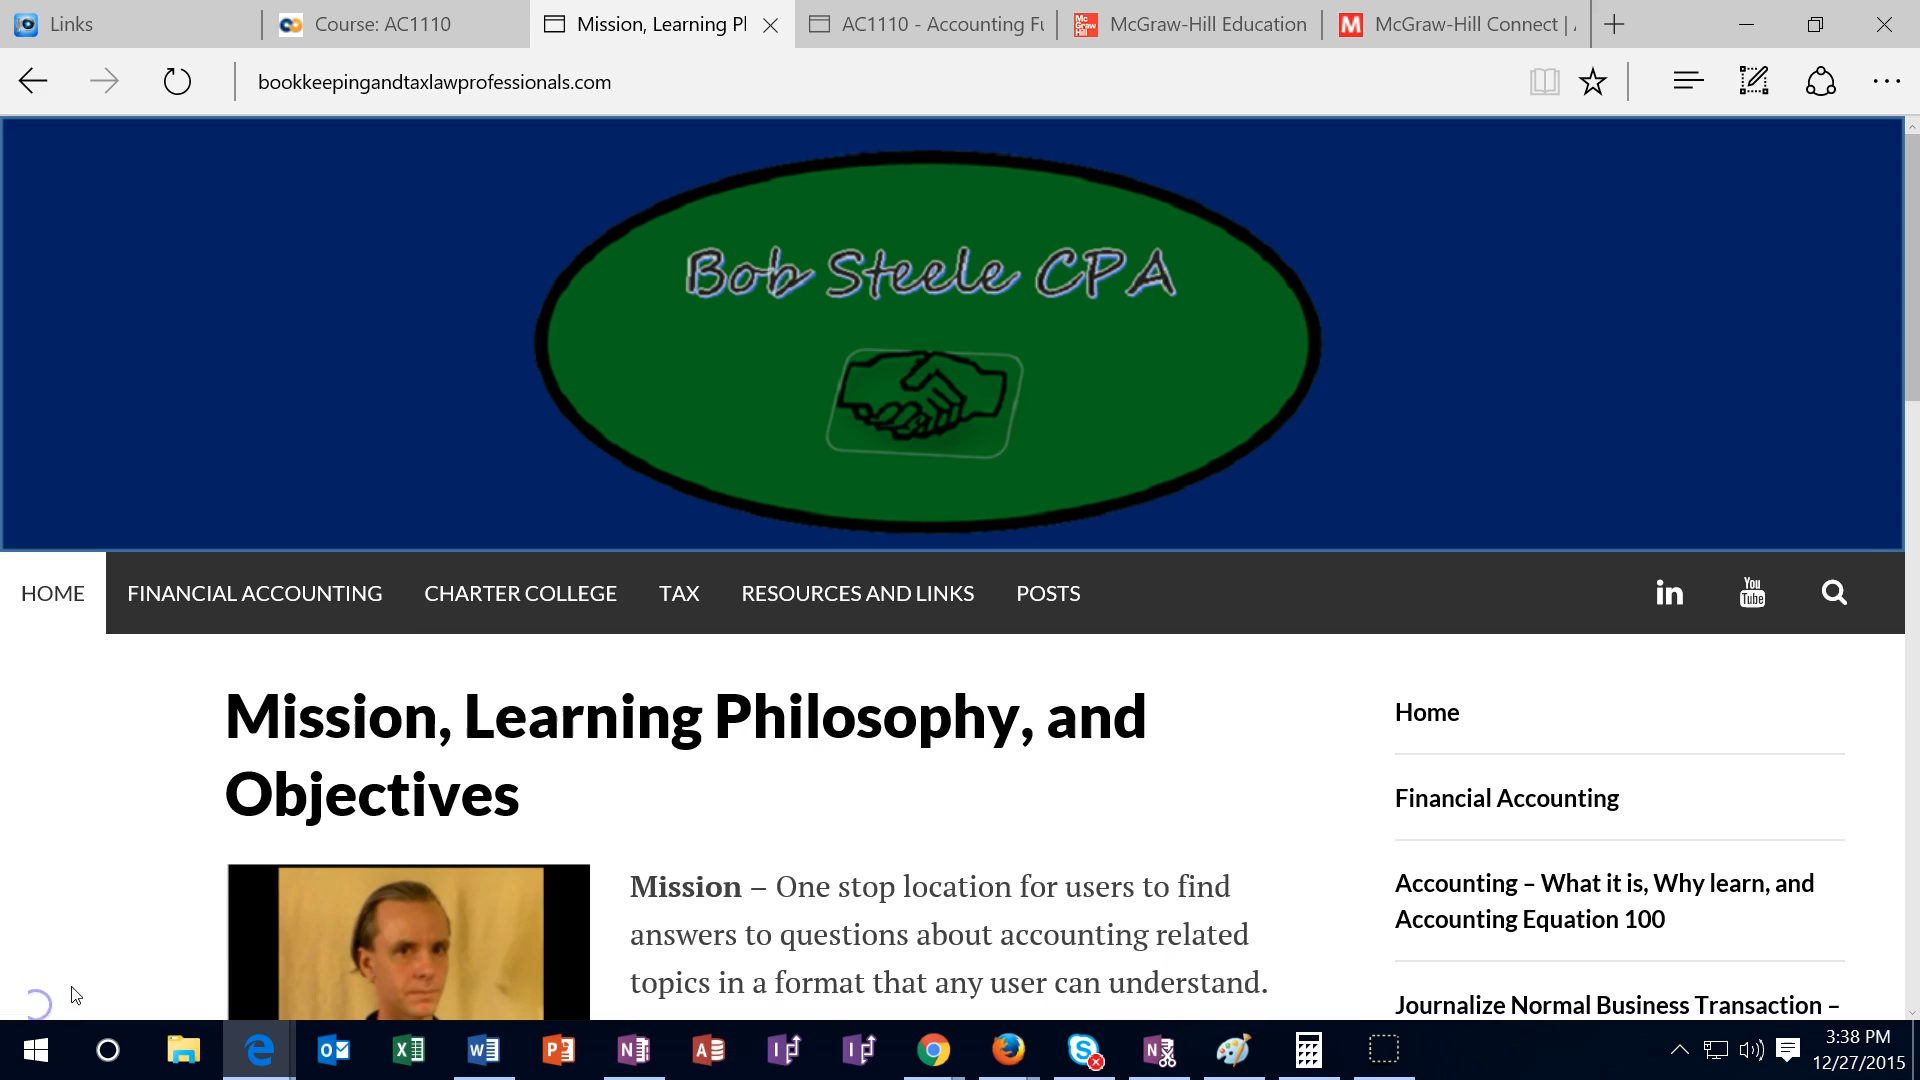 Links
Course: AC1110
Mission, Learning Pl
AC1110 - Accounting Fu
McGraw-Hill Education
McGraw-Hill Connect |
bookkeepingandtaxlawprofessionals.com
Bob Steele CPA
HOME
FINANCIAL ACCOUNTING
CHARTER COLLEGE
TAX
RESOURCES AND LINKS
POSTS
in
You
Tube
Mission, Learning Philosophy, and
Objectives
Mission – One stop location for users to find
answers to questions about accounting related
topics in a format that any user can understand.
Home
Financial Accounting
Accounting – What it is, Why learn, and
Accounting Equation 100
Journalize Normal Business Transaction –
3:38 PM
12/27/2015